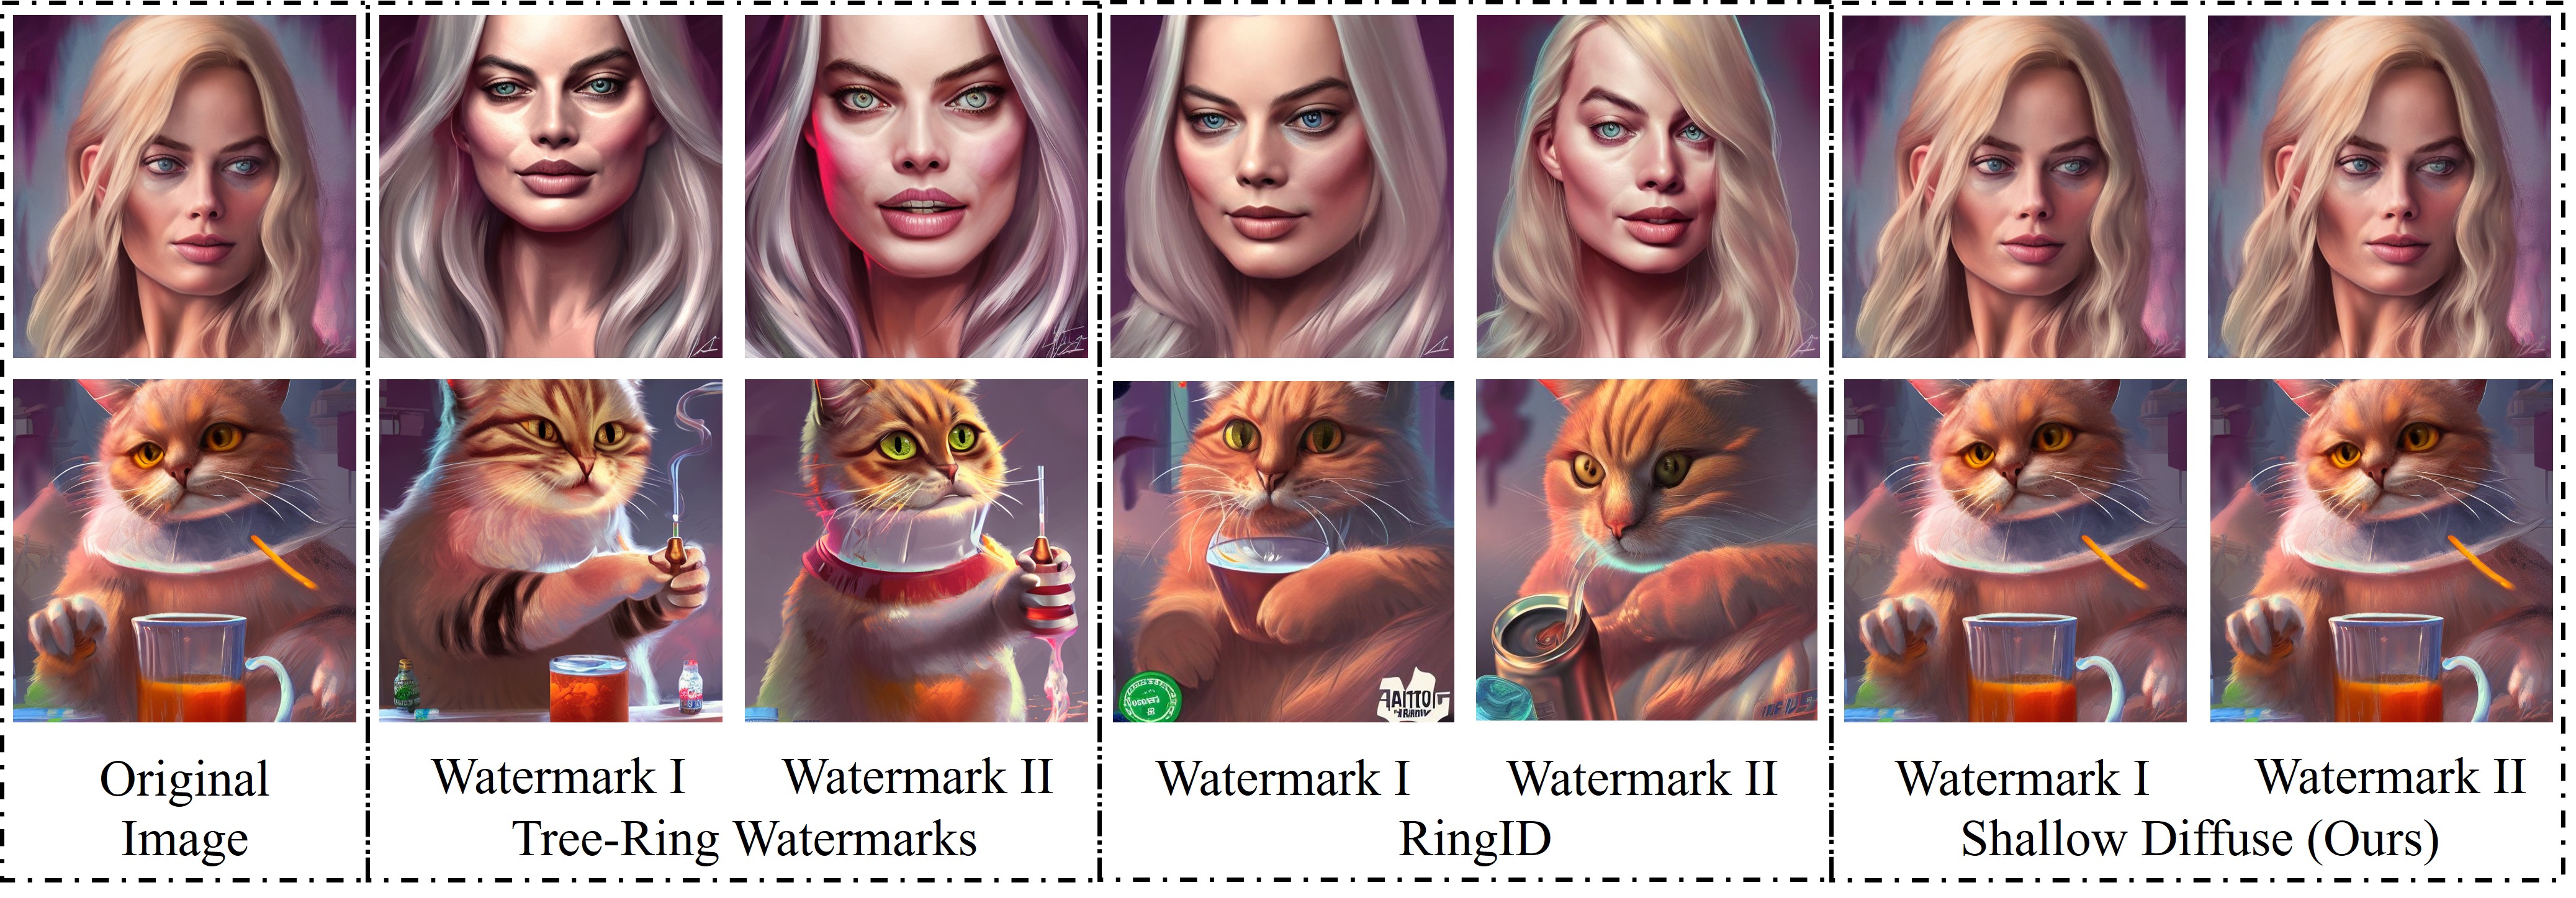 Original
Image
Watermark I
Watermark II
Tree-Ring Watermarks
Watermark I
Watermark II
RingID
Watermark I
Watermark II
Shallow Diffuse (Ours)